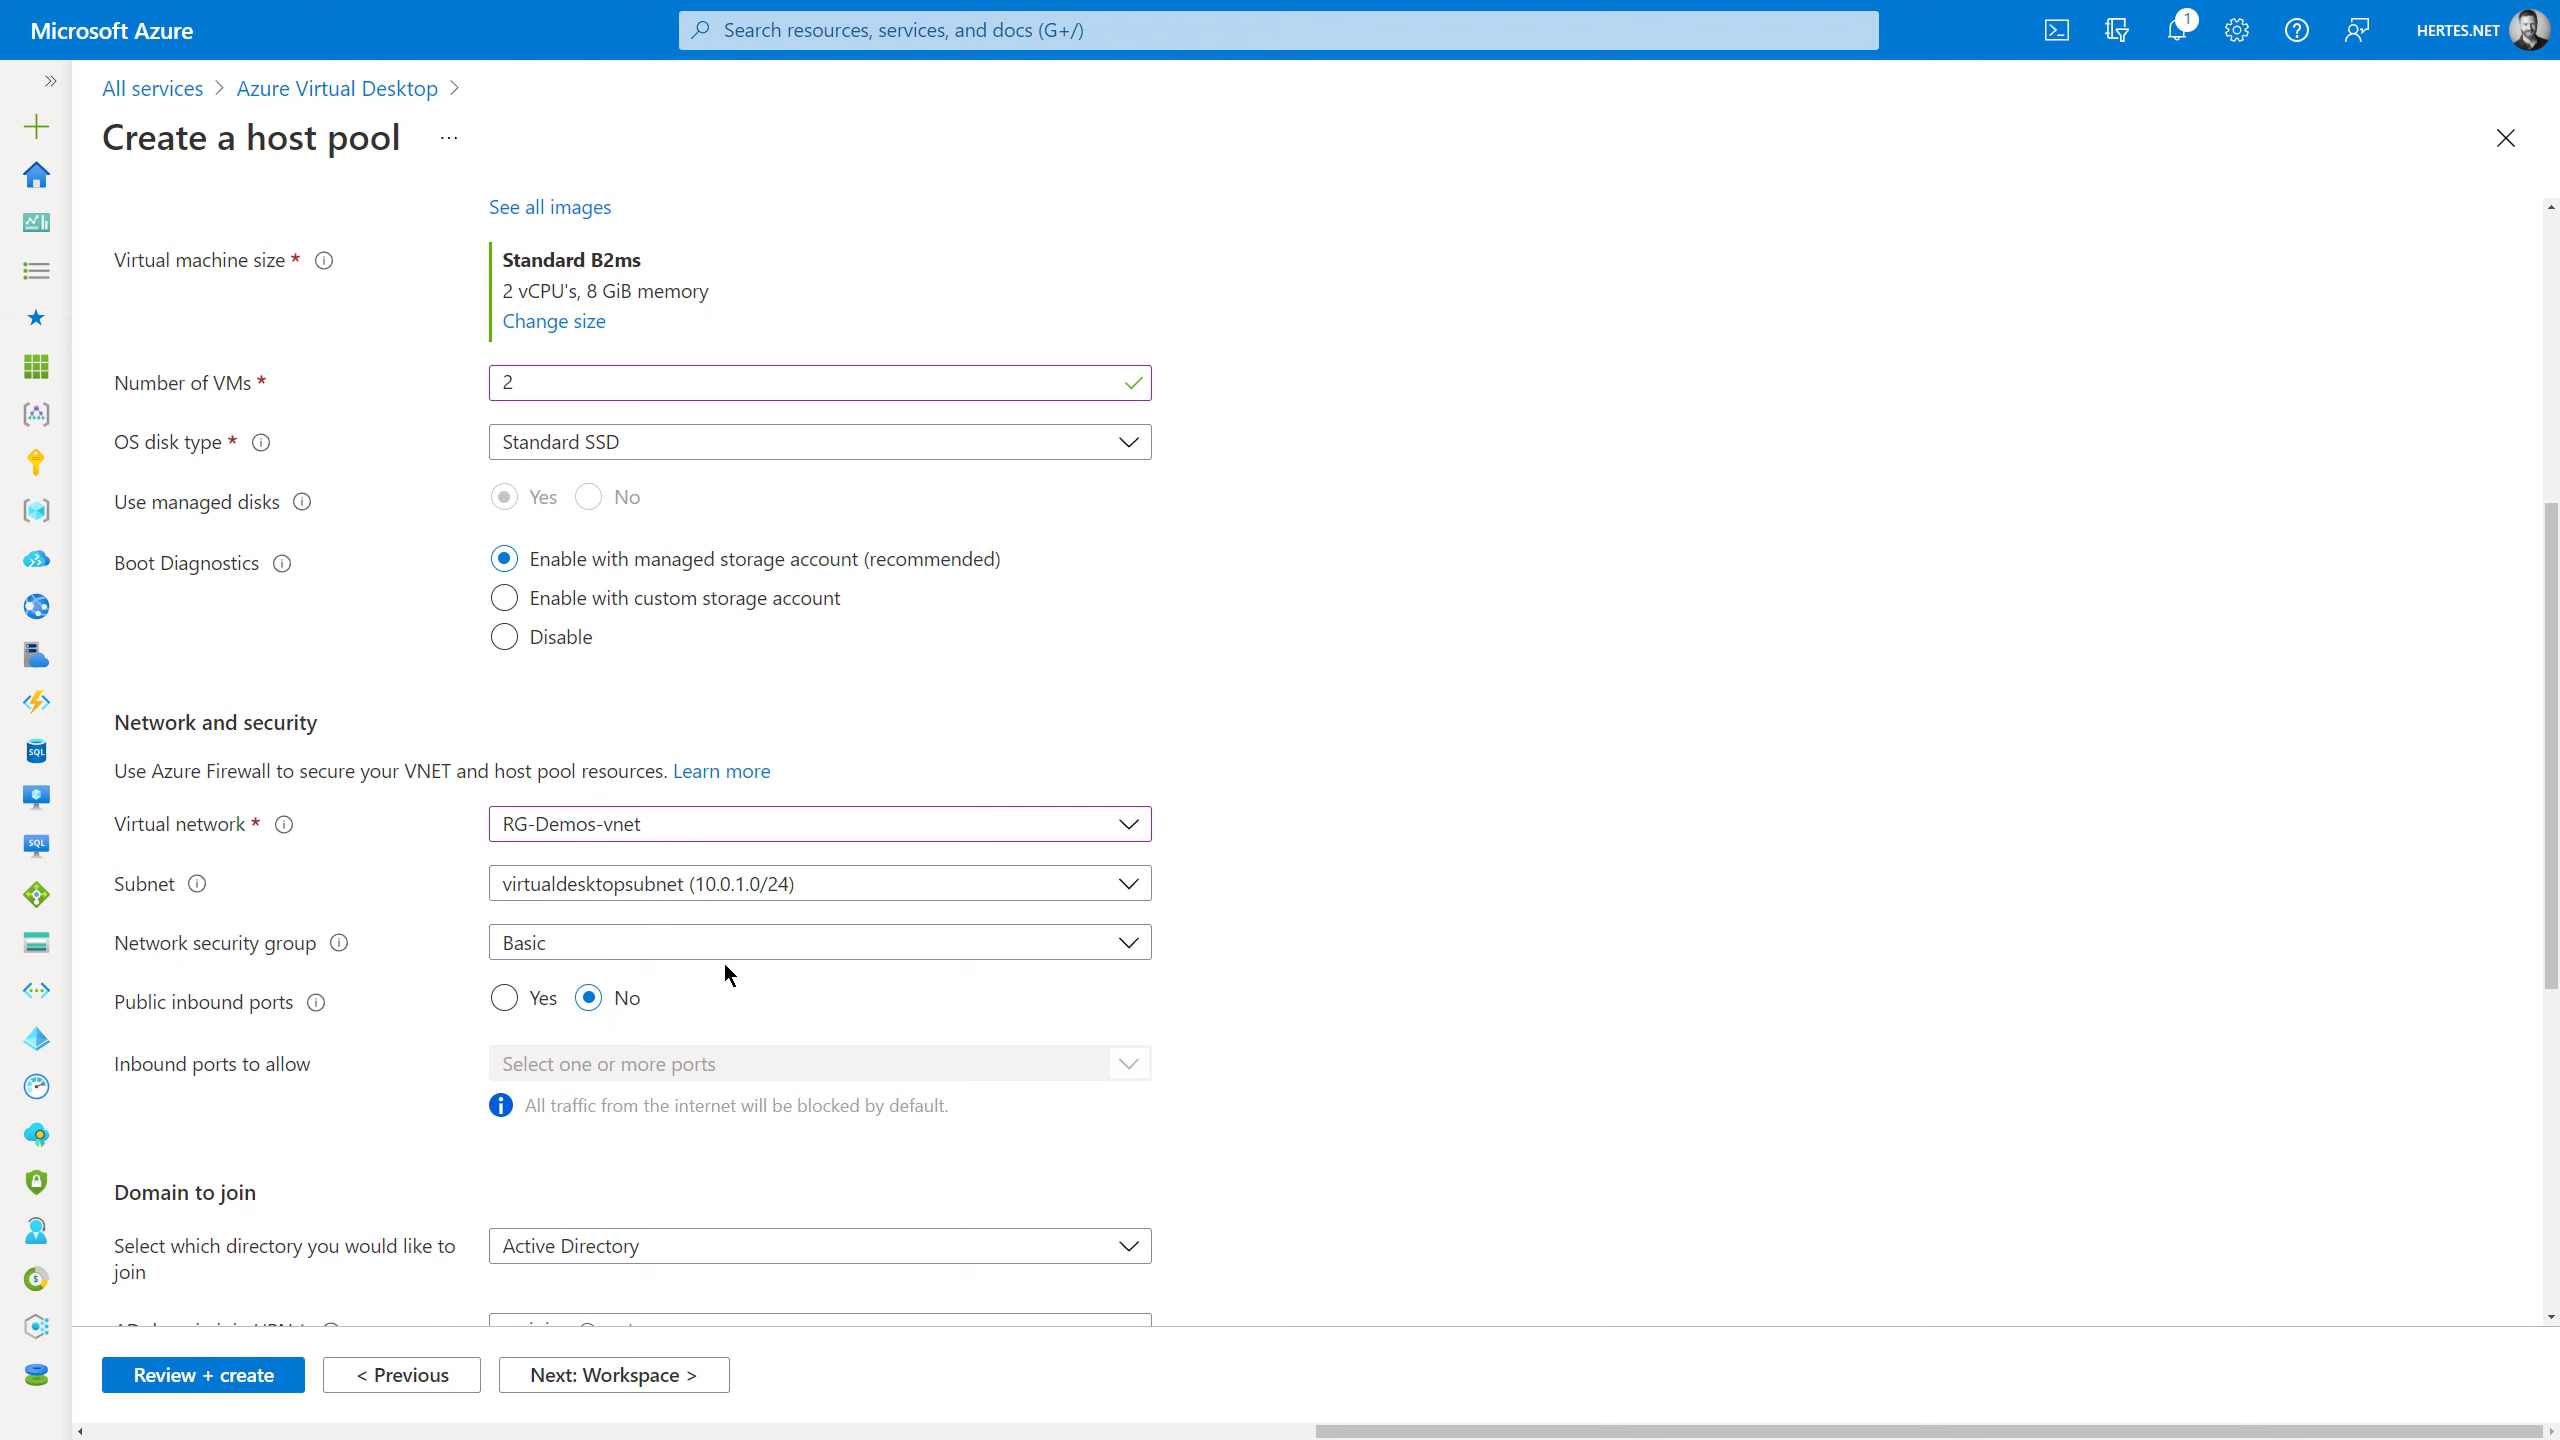 Microsoft Azure
Search resources, services, and docs (G+/)
1
HERTES.NET
All services > Azure Virtual Desktop >
Create a host pool ...
See all images
Virtual machine size *
Standard B2ms
2 vCPU's, 8 GiB memory
Change size
Number of VMs *
2
OS disk type *
Standard SSD
Use managed disks
Yes No
Boot Diagnostics
Enable with managed storage account (recommended)
Enable with custom storage account
Disable
Network and security
Use Azure Firewall to secure your VNET and host pool resources. Learn more
Virtual network *
RG-Demos-vnet
Subnet
virtualdesktopsubnet (10.0.1.0/24)
Network security group
Basic
Public inbound ports
Yes No
Inbound ports to allow
Select one or more ports
All traffic from the internet will be blocked by default.
Domain to join
Select which directory you would like to
join
Active Directory
Review + create
< Previous
Next: Workspace >
SQL
SQL